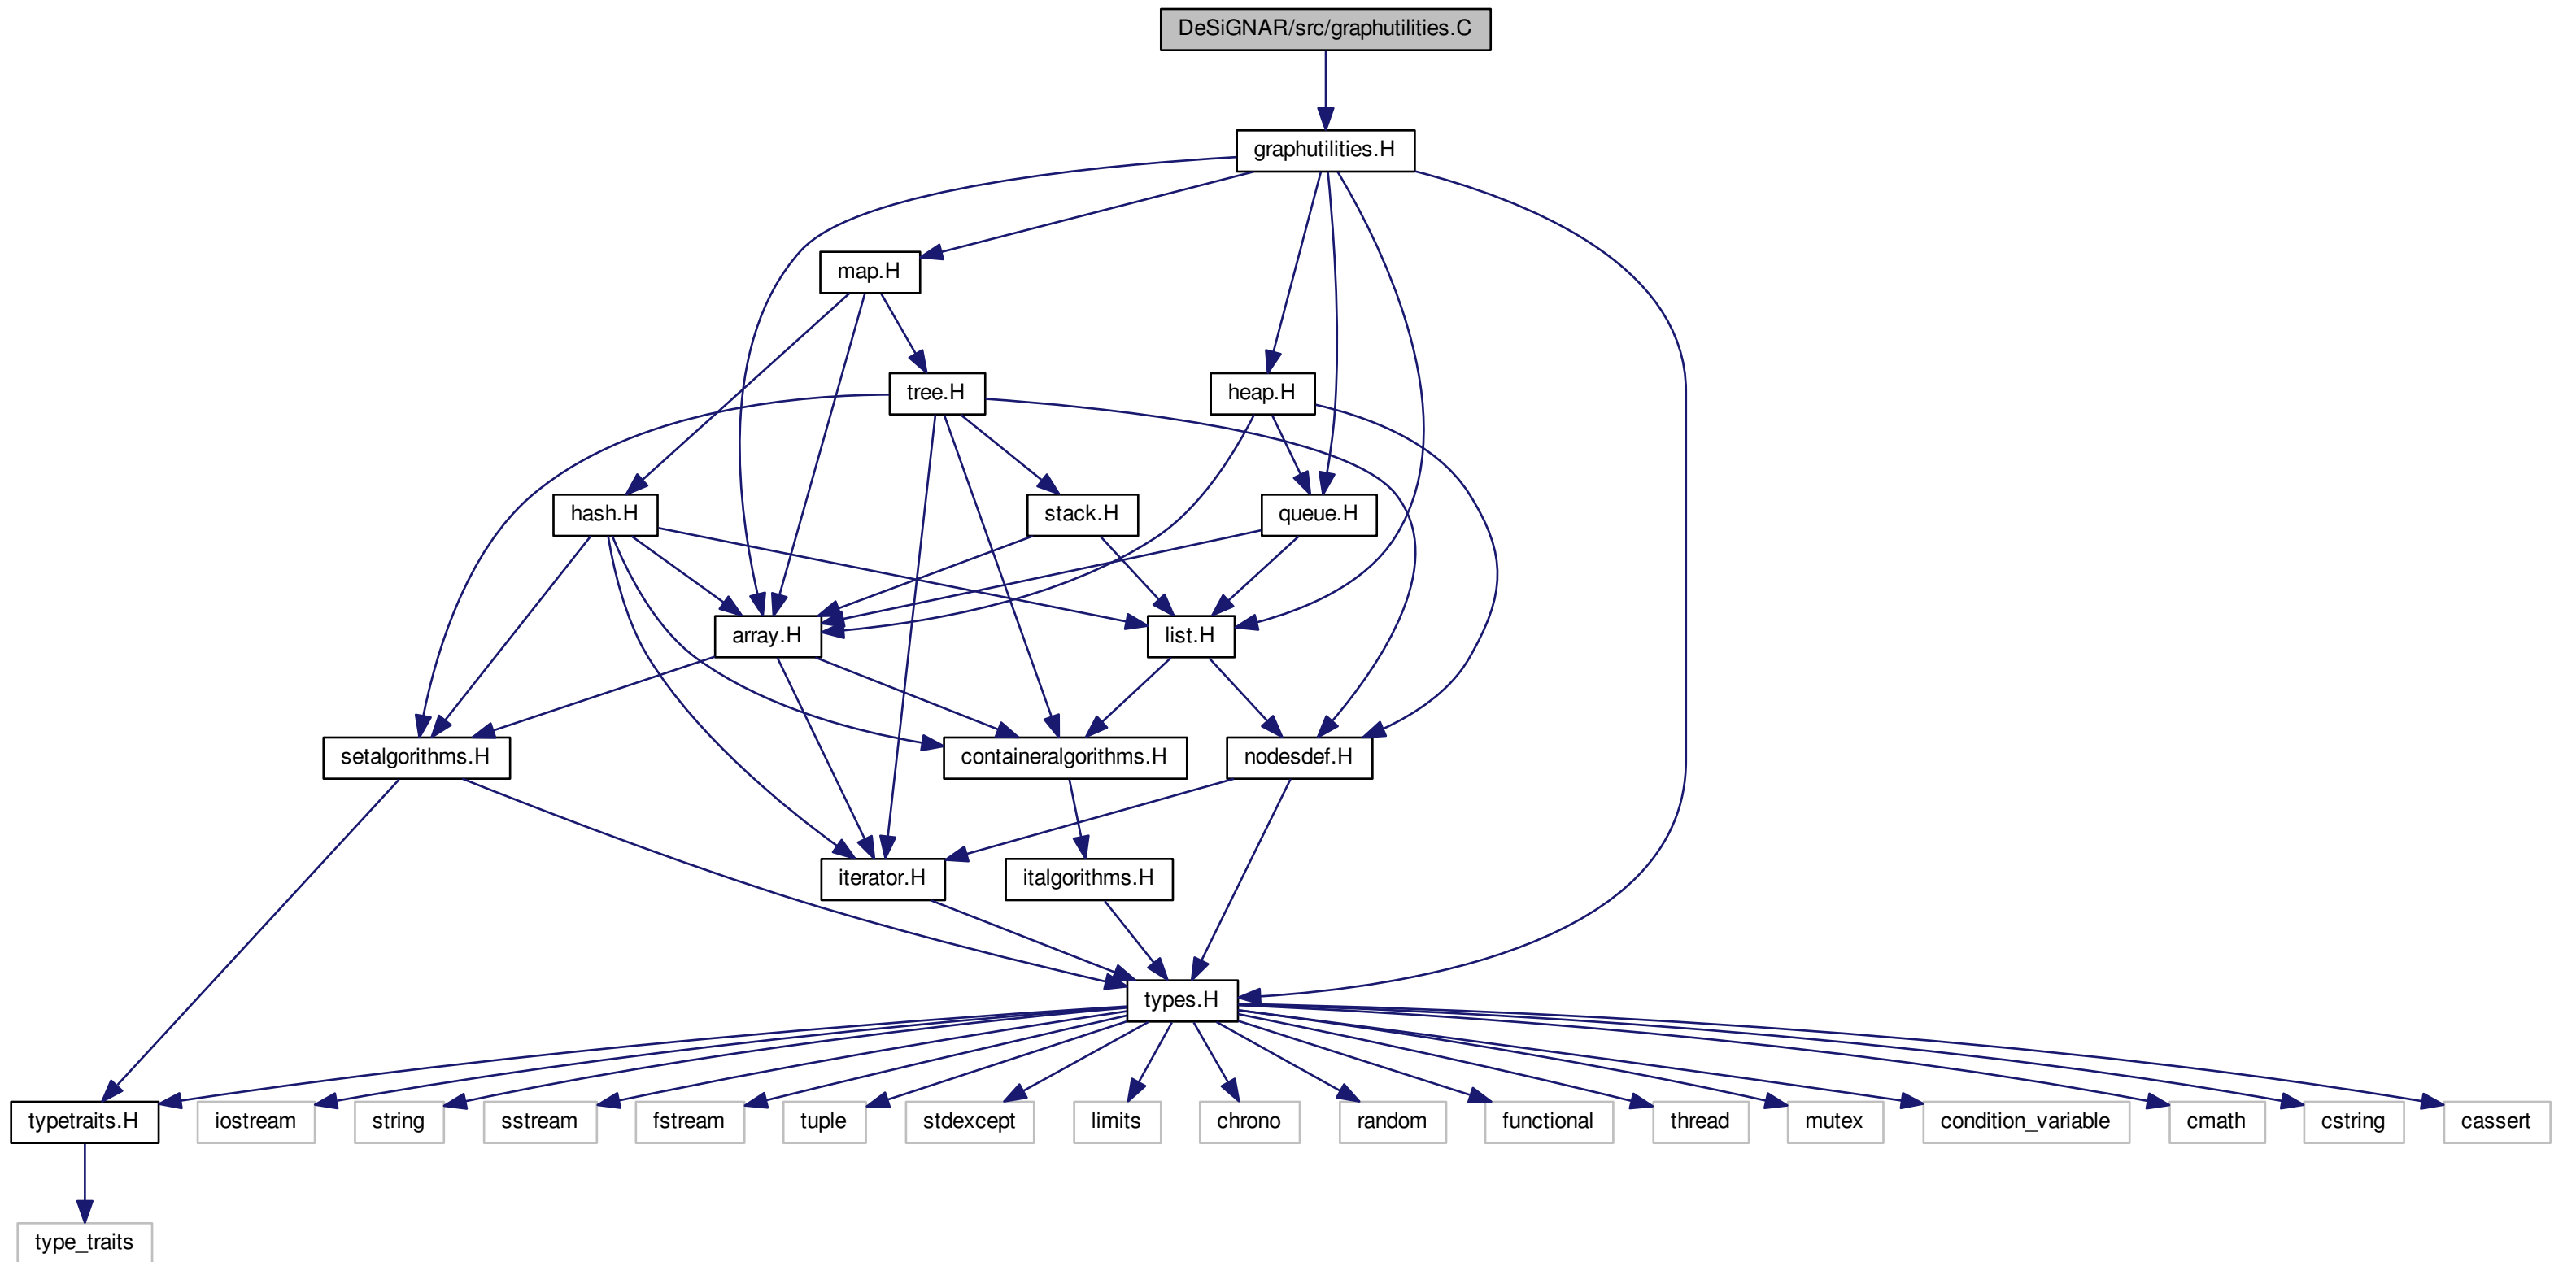 DeSiGNAR/src/graphutilities.C
graphutilities.H
map.H
tree.H
heap.H
hash.H
stack.H
queue.H
array.H
list.H
setalgorithms.H
containeralgorithms.H
nodesdef.H
iterator.H
italgorithms.H
types.H
typetraits.H
iostream
string
sstream
fstream
tuple
stdexcept
limits
chrono
random
functional
thread
mutex
condition_variable
cmath
cstring
cassert
type_traits